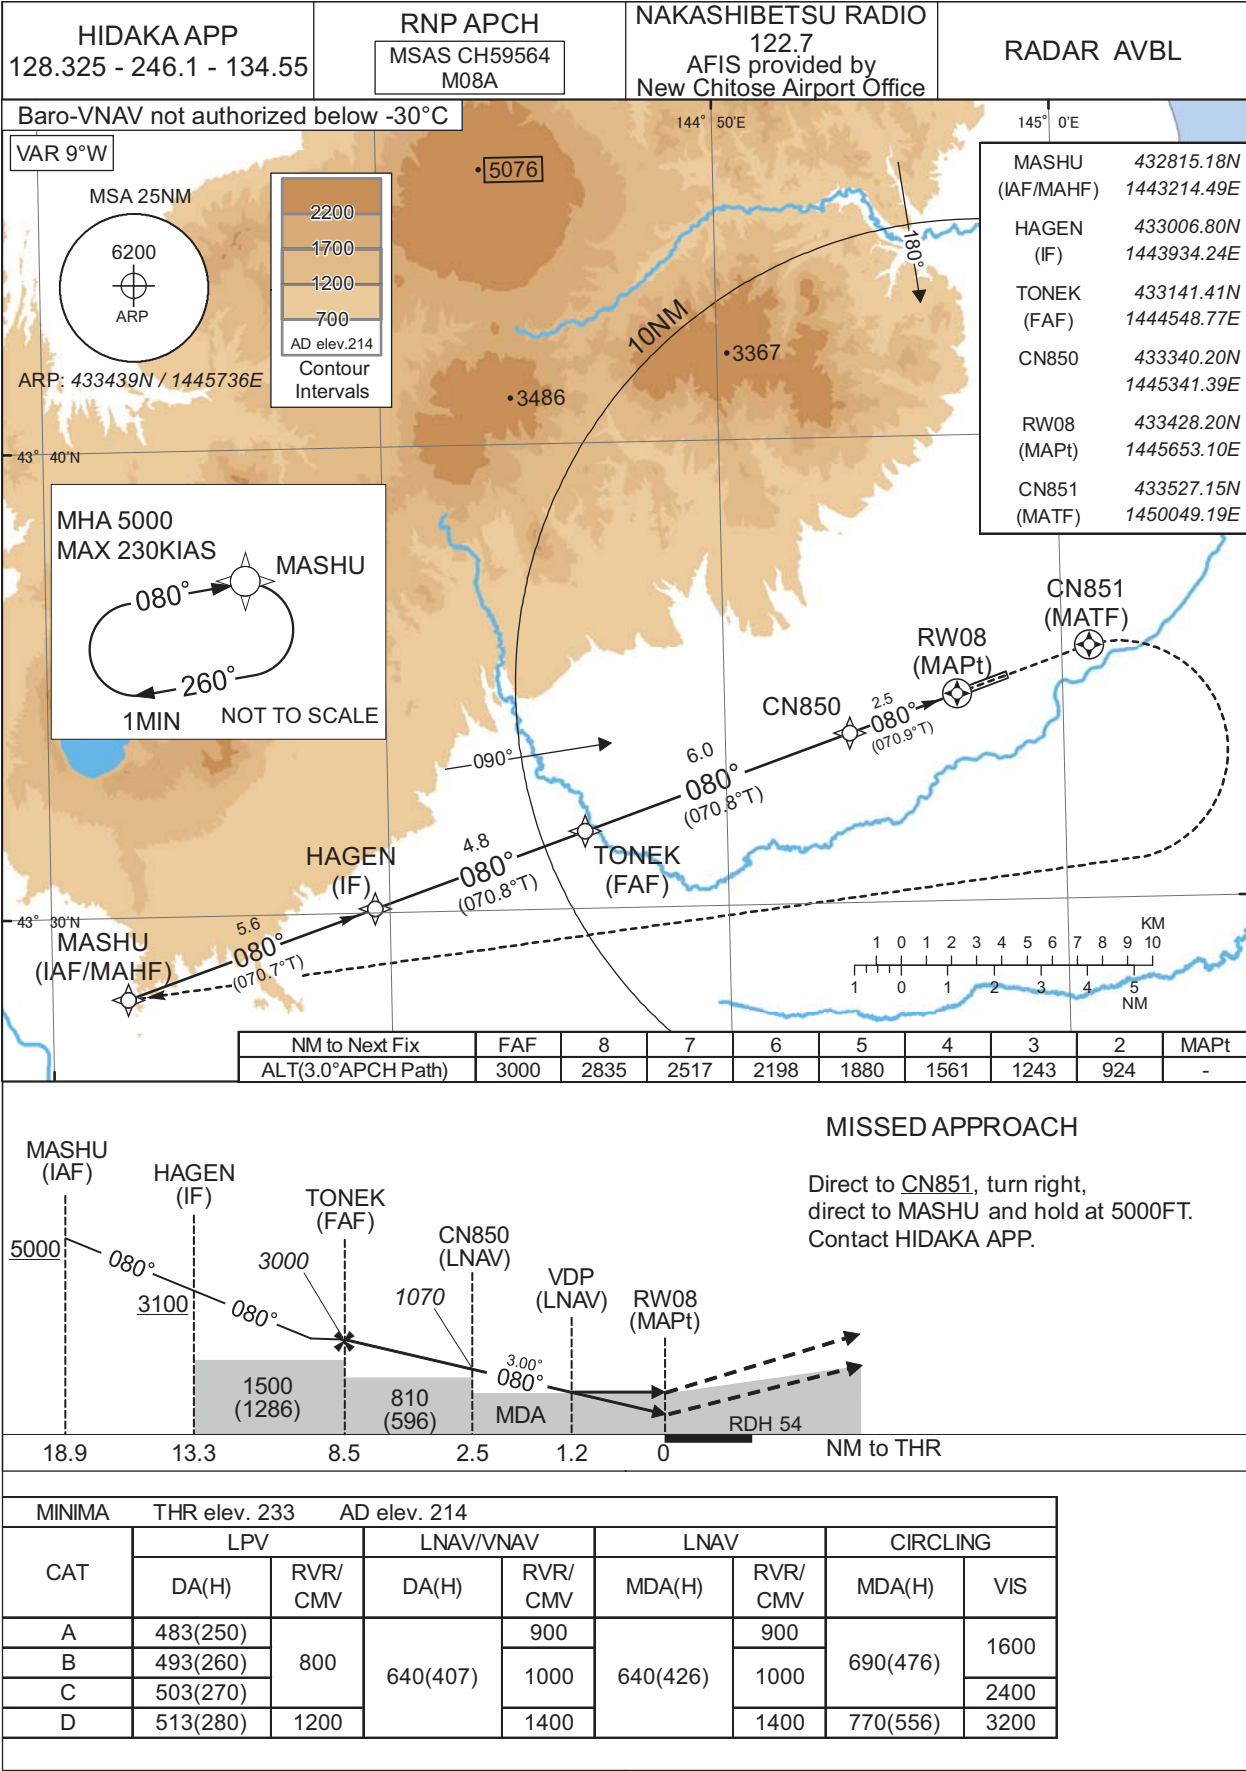 HIDAKA APP
128.325 - 246.1 - 134.55
RNP APCH
MSAS CH59564
M08A
NAKASHIBETSU RADIO
122.7
AFIS provided by
New Chitose Airport Office
RADAR AVBL
Baro-VNAV not authorized below -30°C
VAR 9°W
MSA 25NM
6200
ARP
ARP: 433439N / 1445736E
2200
1700
1200
700
AD elev.214
Contour
Intervals
5076
144° 50'E
145° 0'E
180°
10NM
3367
3486
43° 40'N
MASHU 432815.18N
(IAF/MAHF) 1443214.49E
HAGEN 433006.80N
(IF) 1443934.24E
TONEK 433141.41N
(FAF) 1444548.77E
CN850 433340.20N
1445341.39E
RW08 433428.20N
(MAPt) 1445653.10E
CN851 433527.15N
(MATF) 1450049.19E
MHA 5000
MAX 230KIAS
MASHU
080°
260°
1MIN
NOT TO SCALE
CN851
(MATF)
RW08
(MAPt)
CN850
2.5
080°
(070.9°T)
6.0
080°
(070.8°T)
090°
TONEK
(FAF)
4.8
080°
(070.8°T)
HAGEN
(IF)
5.6
080°
(070.7°T)
43° 30'N
MASHU
(IAF/MAHF)
KM
1 0 1 2 3 4 5 6 7 8 9 10
1 0 1 2 3 4 5
NM
NM to Next Fix FAF 8 7 6 5 4 3 2 MAPt
ALT(3.0°APCH Path) 3000 2835 2517 2198 1880 1561 1243 924 -
MISSED APPROACH
Direct to CN851, turn right,
direct to MASHU and hold at 5000FT.
Contact HIDAKA APP.
MASHU
(IAF)
HAGEN
(IF)
TONEK
(FAF)
CN850
(LNAV)
VDP
(LNAV)
RW08
(MAPt)
5000
080°
3100
080°
3000
1070
3.00°
080°
1500
(1286)
810
(596)
MDA
RDH 54
18.9 13.3 8.5 2.5 1.2 0 NM to THR
MINIMA THR elev. 233 AD elev. 214
CAT LPV LNAV/VNAV LNAV CIRCLING
DA(H) RVR/ CMV DA(H) RVR/ CMV MDA(H) RVR/ CMV MDA(H) VIS
A 483(250) 800 640(407) 900 640(426) 900 690(476) 1600
B 493(260) 1000 1000
C 503(270) 2400
D 513(280) 1200 1400 1400 770(556) 3200